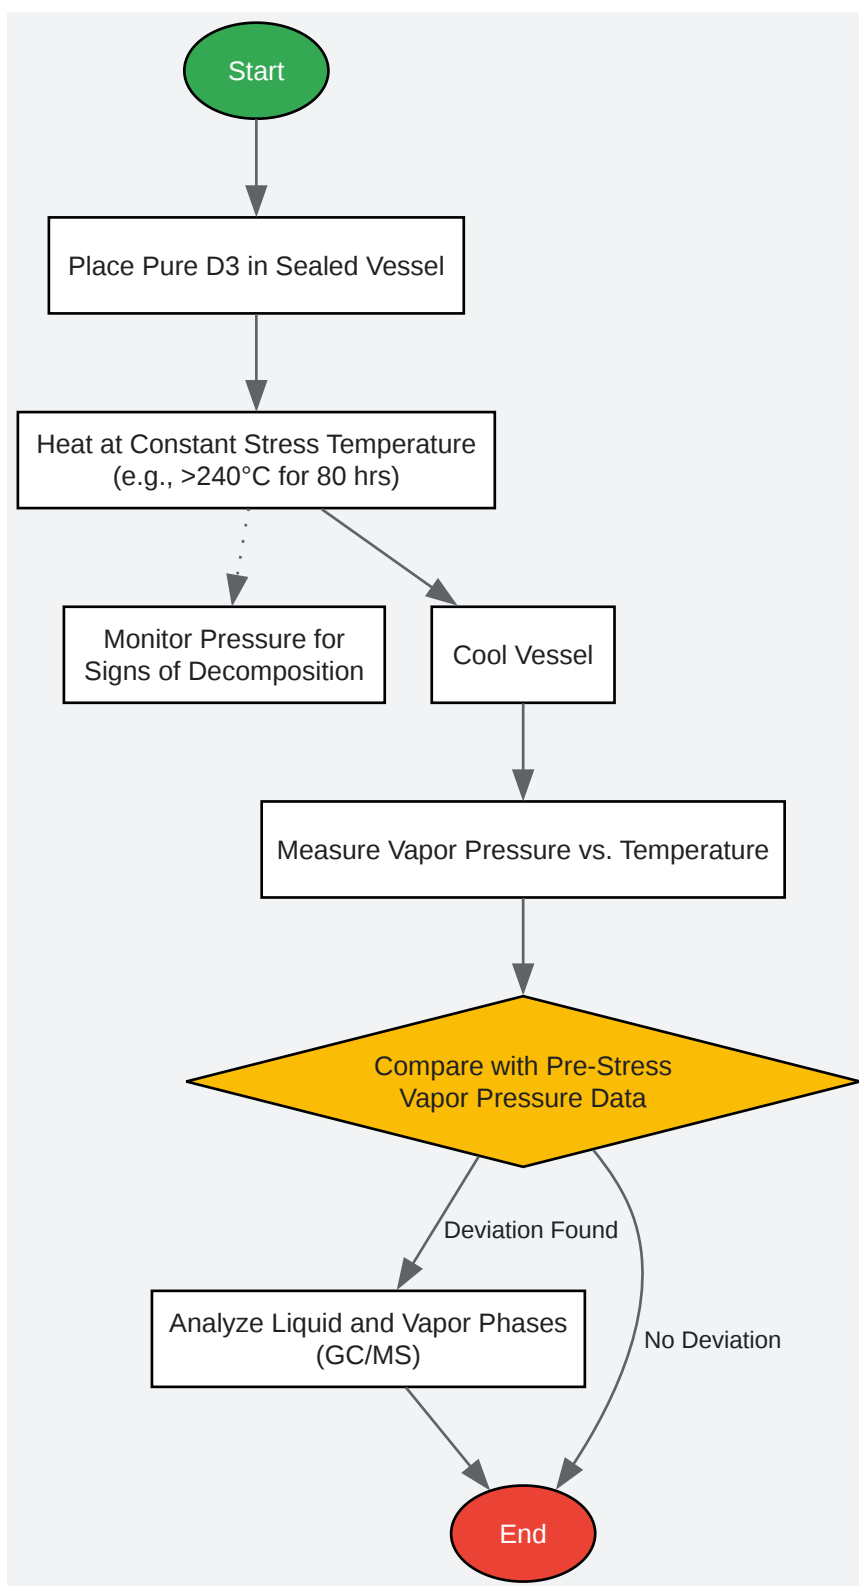 Start
Place Pure D3 in Sealed Vessel
Heat at Constant Stress Temperature
(e.g., >240°C for 80 hrs)
Monitor Pressure for
Signs of Decomposition
Cool Vessel
Measure Vapor Pressure vs. Temperature
Compare with Pre-Stress
Vapor Pressure Data
Deviation Found
Analyze Liquid and Vapor Phases
(GC/MS)
No Deviation
End